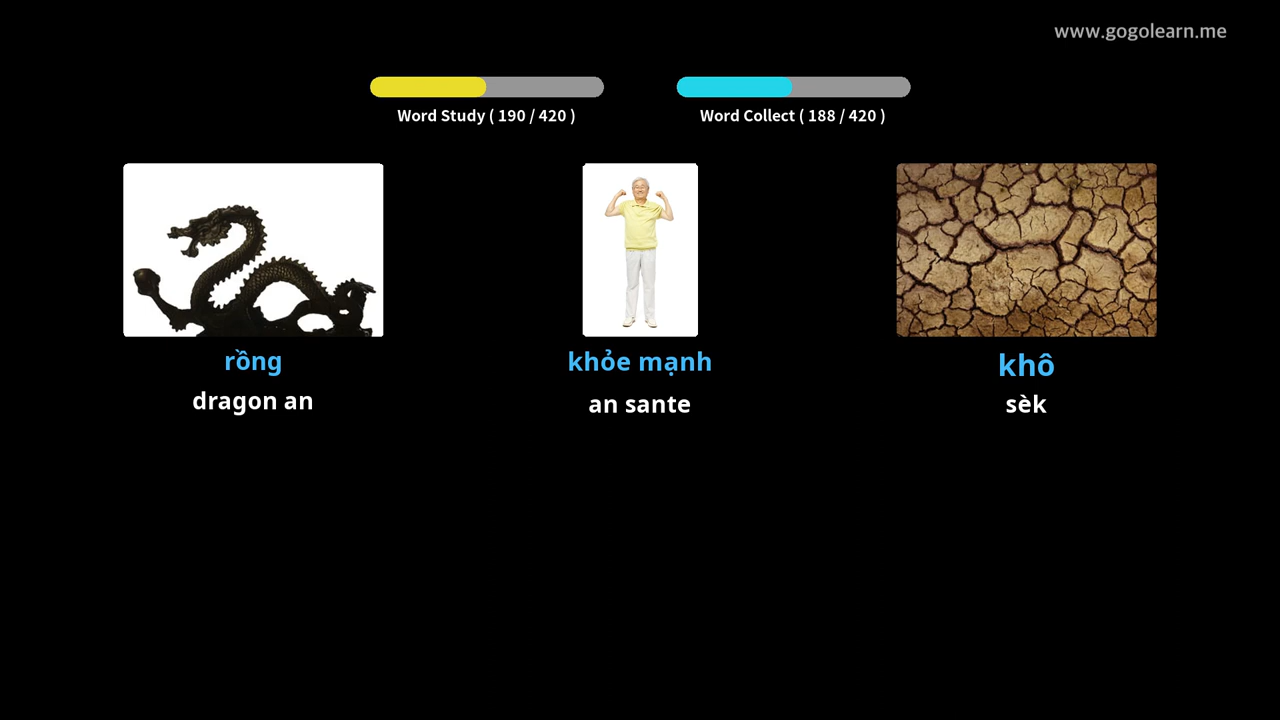 www.gogolearn.me
Word Study ( 190 / 420 )
Word Collect ( 188 / 420 )
rồng
khỏe mạnh
khô
dragon an
an sante
sèk